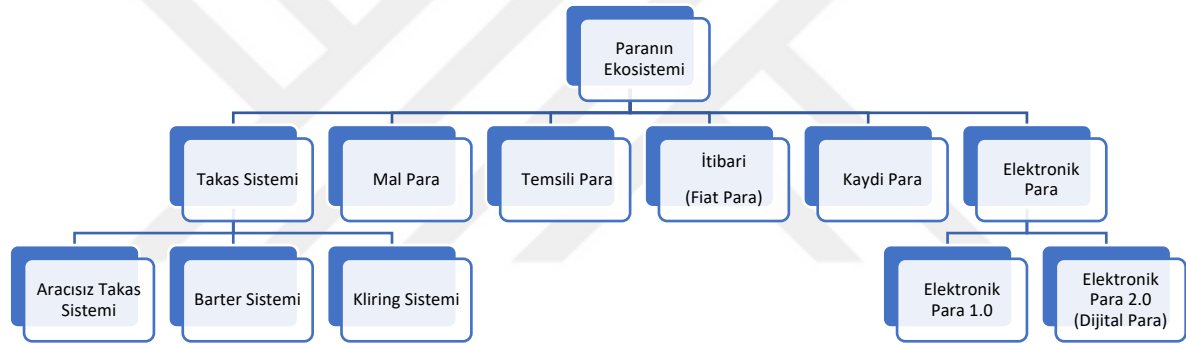 Paranın
Ekosistemi
Takas Sistemi
Mal Para
Temsili Para
İtibari
(Fiat Para)
Kaydi Para
Elektronik
Para
Aracısız Takas
Sistemi
Barter Sistemi
Kliring Sistemi
Elektronik
Para 1.0
Elektronik
Para 2.0
(Dijital Para)